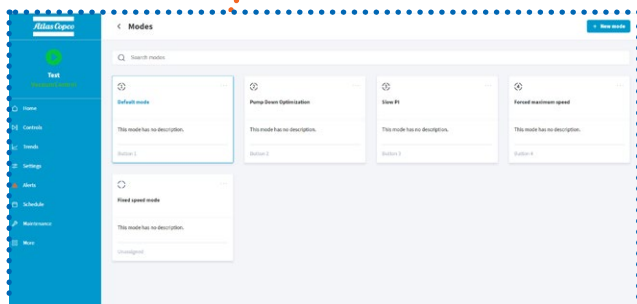 Atlas Copco
Modes
+ New mode
Search modes
Test
Home
Controls
Trends
Settings
Alerts
Schedule
Maintenance
More
Default mode
This mode has no description.
Button 1
Pump Down Optimization
This mode has no description.
Button 2
Slow PI
This mode has no description.
Button 3
Forced maximum speed
This mode has no description.
Button 4
Fixed speed mode
This mode has no description.
Unassigned